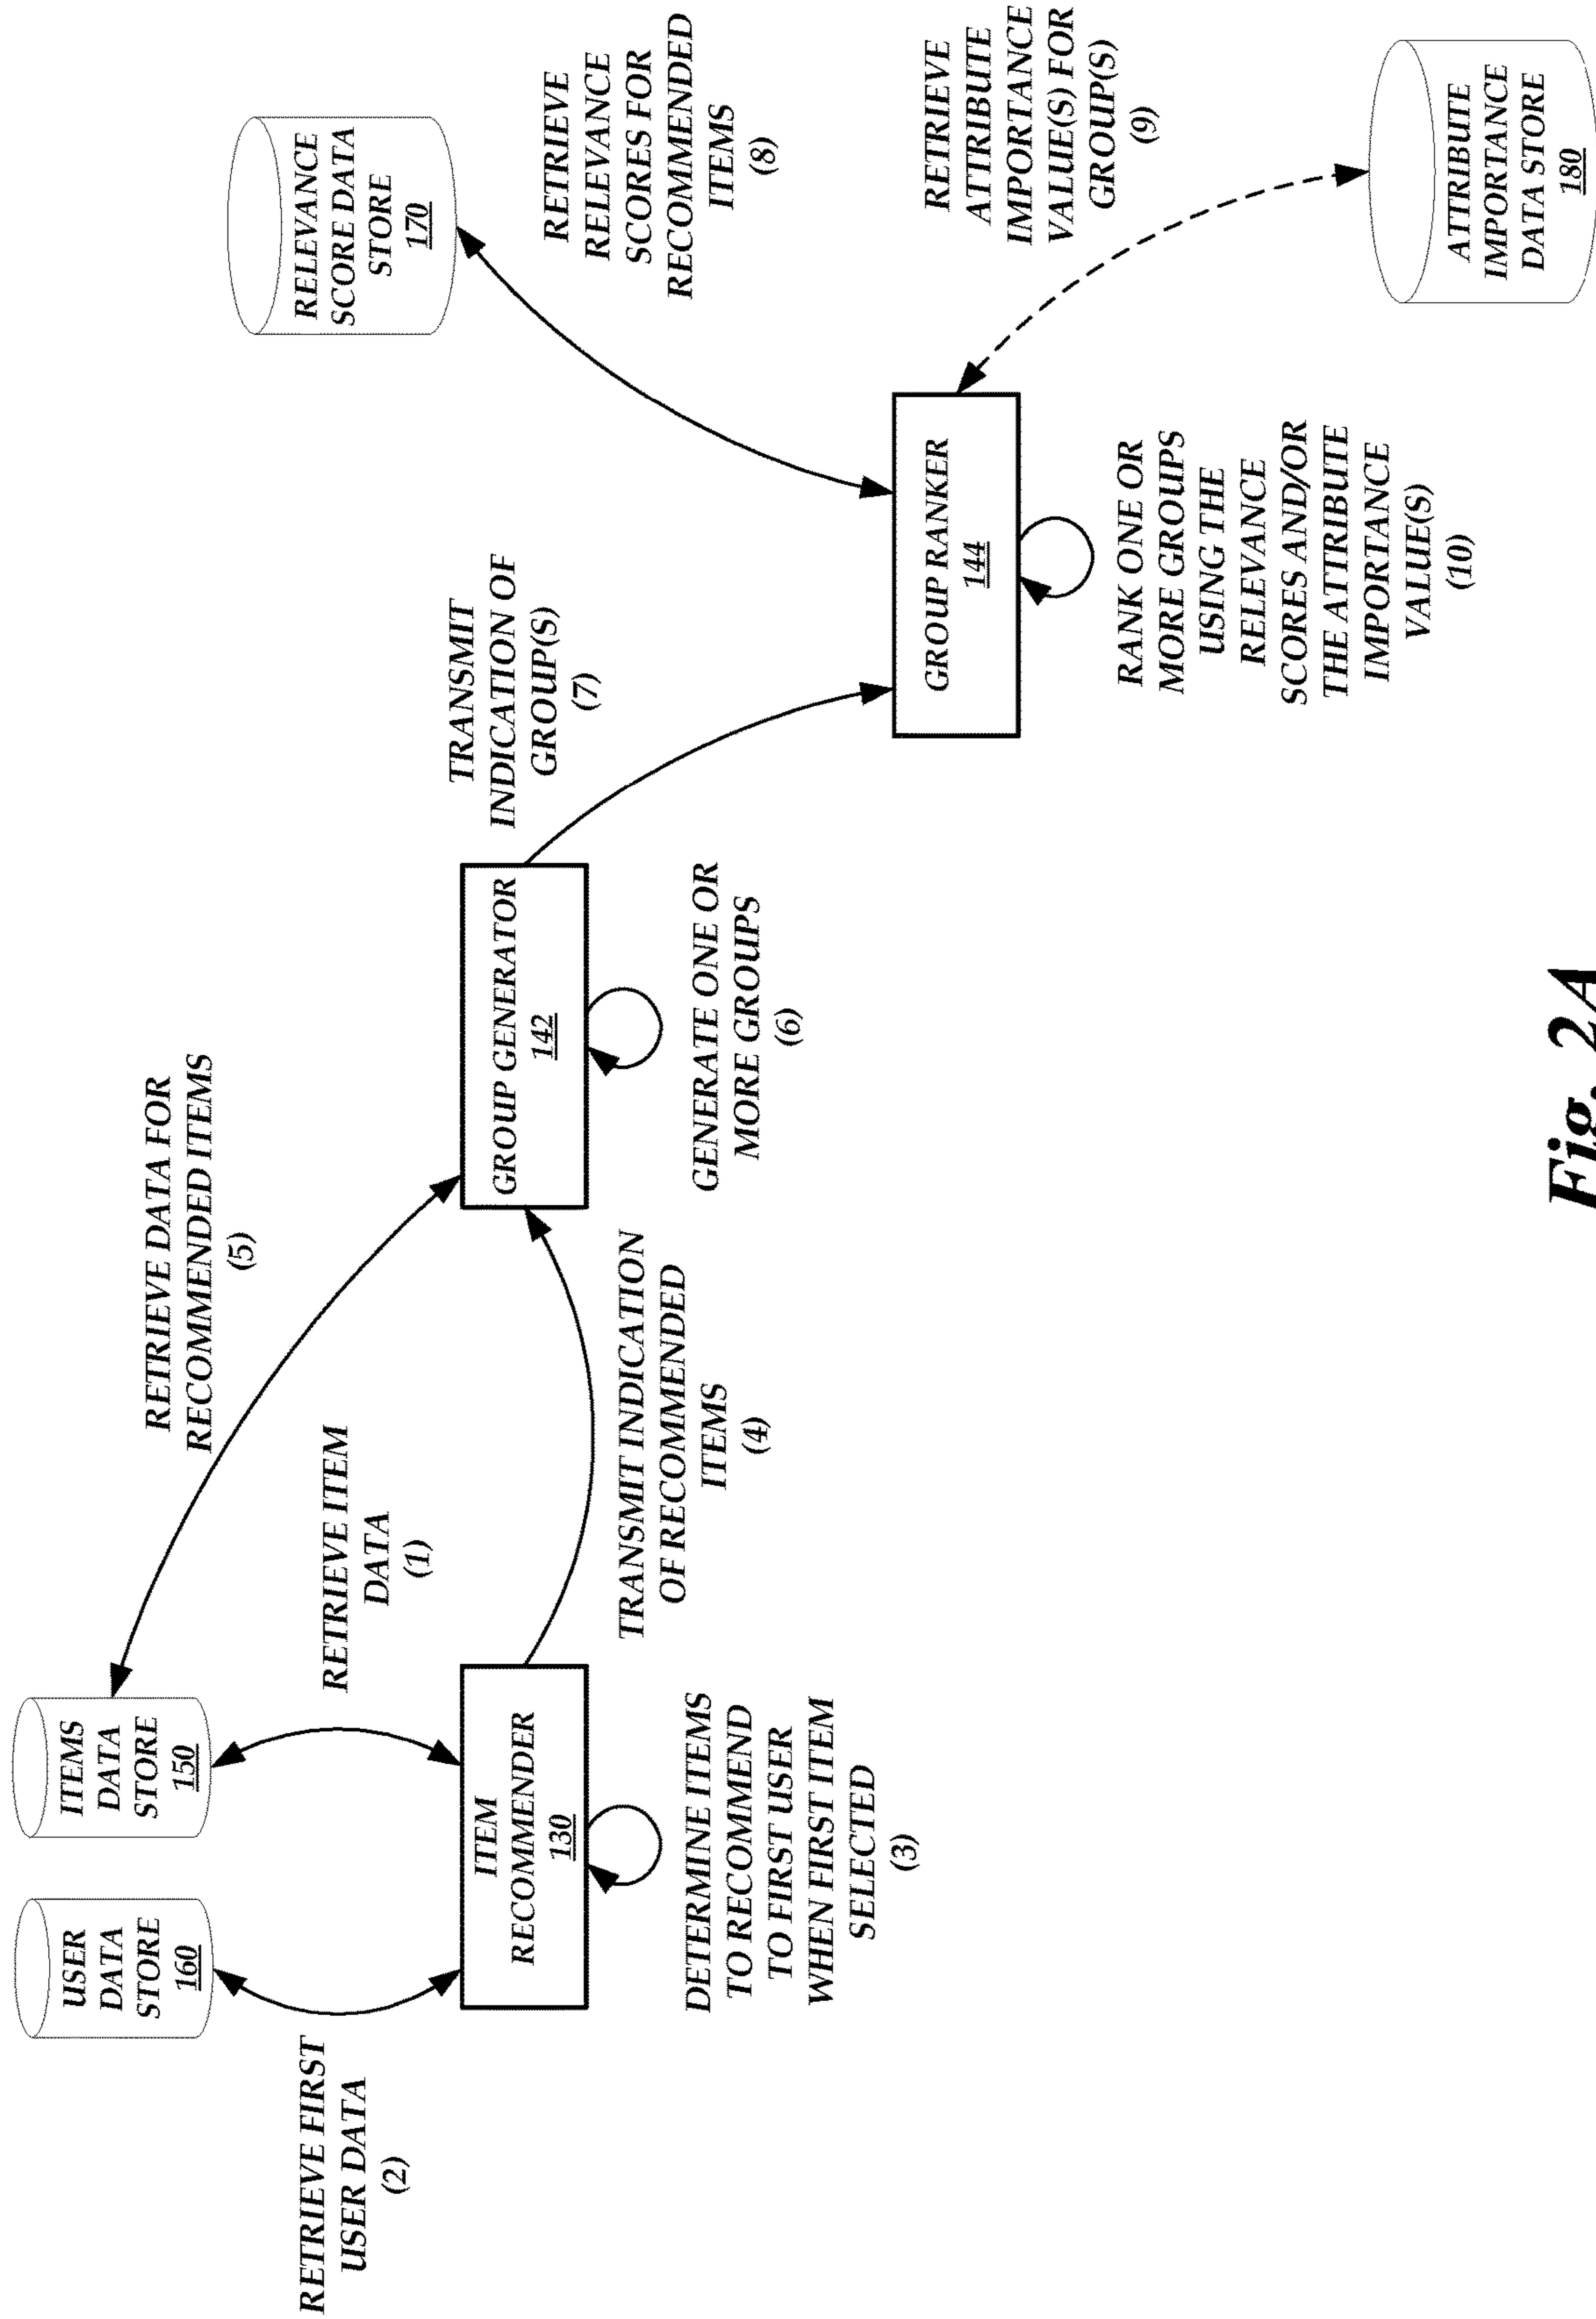 USER
DATA
STORE
160
ITEMS
DATA
STORE
150
RETRIEVE FIRST
USER DATA
(2)
RETRIEVE ITEM
DATA
(1)
RETRIEVE DATA FOR
RECOMMENDED ITEMS
(5)
ITEM
RECOMMENDER
130
DETERMINE ITEMS
TO RECOMMEND
TO FIRST USER
WHEN FIRST ITEM
SELECTED
(3)
TRANSMIT INDICATION
OF RECOMMENDED
ITEMS
(4)
GROUP GENERATOR
142
GENERATE ONE OR
MORE GROUPS
(6)
TRANSMIT
INDICATION OF
GROUP(S)
(7)
RELEVANCE
SCORE DATA
STORE
170
RETRIEVE
RELEVANCE
SCORES FOR
RECOMMENDED
ITEMS
(8)
GROUP RANKER
144
RANK ONE OR
MORE GROUPS
USING THE
RELEVANCE
SCORES AND/OR
THE ATTRIBUTE
IMPORTANCE
VALUE(S)
(10)
RETRIEVE
ATTRIBUTE
IMPORTANCE
VALUE(S) FOR
GROUP(S)
(9)
ATTRIBUTE
IMPORTANCE
DATA STORE
180
Fig. 2A